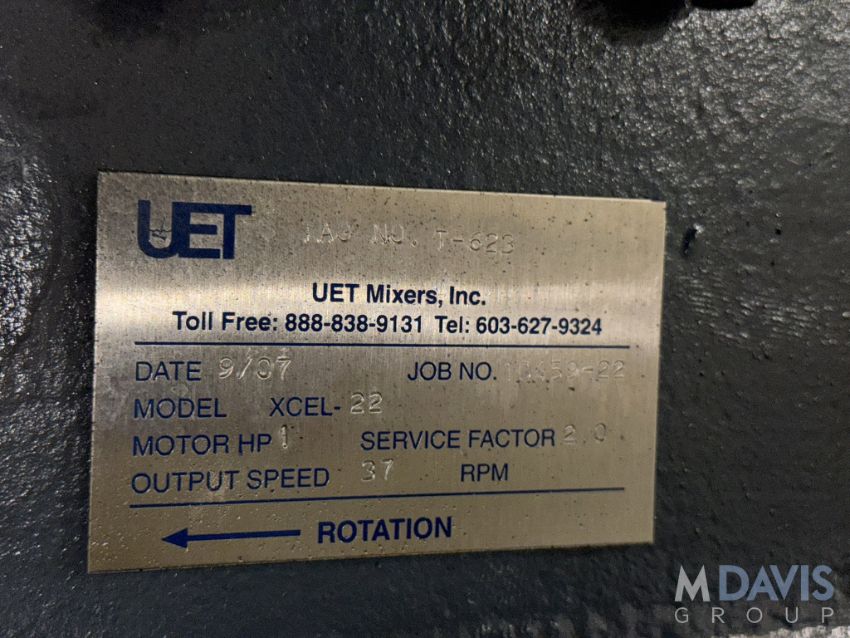 UET TAG NO. T-623
UET Mixers, Inc.
Toll Free: 888-838-9131 Tel: 603-627-9324
DATE 9/07 JOB NO.
MODEL XCEL-22
MOTOR HP 1 SERVICE FACTOR 2.0
OUTPUT SPEED 37 RPM
ROTATION
MDAVIS
GROUP